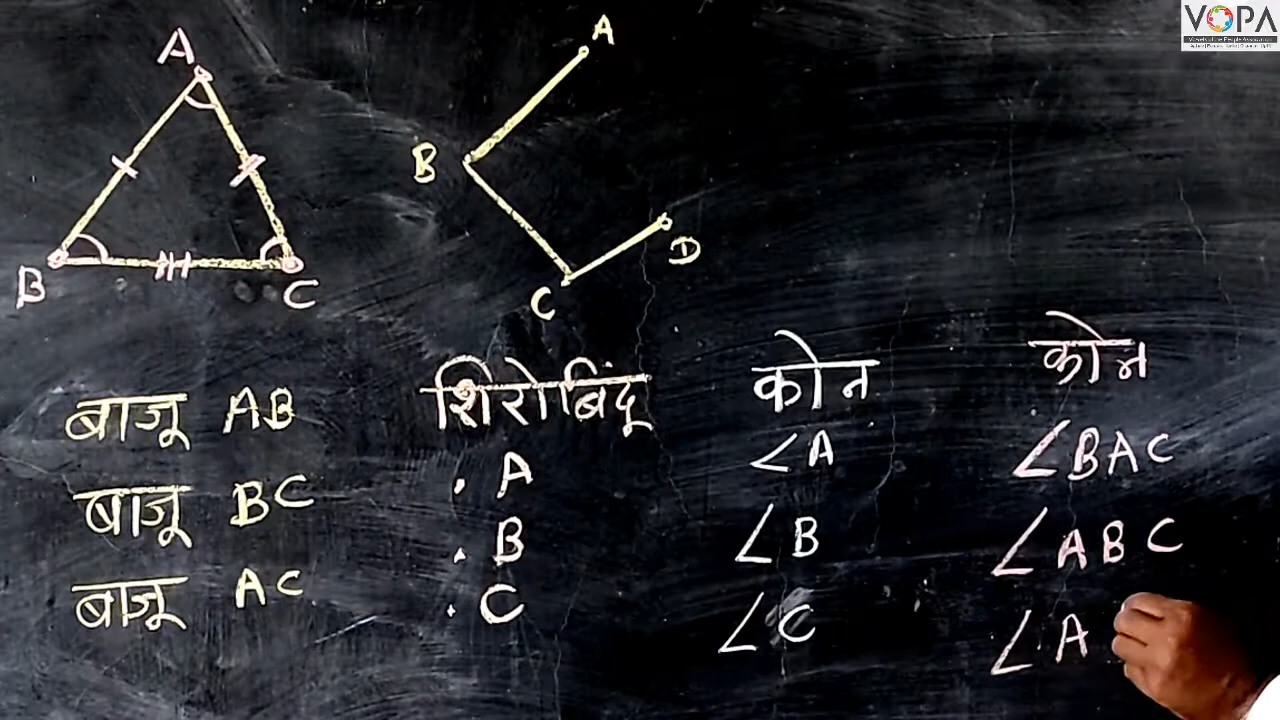 VOPA
A
B
C
A
B
C
D
बाजू AB
बाजू BC
बाजू AC
शिरोबिंदू
. A
. B
. C
कोन
∠A
∠B
∠C
कोन
∠BAC
∠ABC
∠A